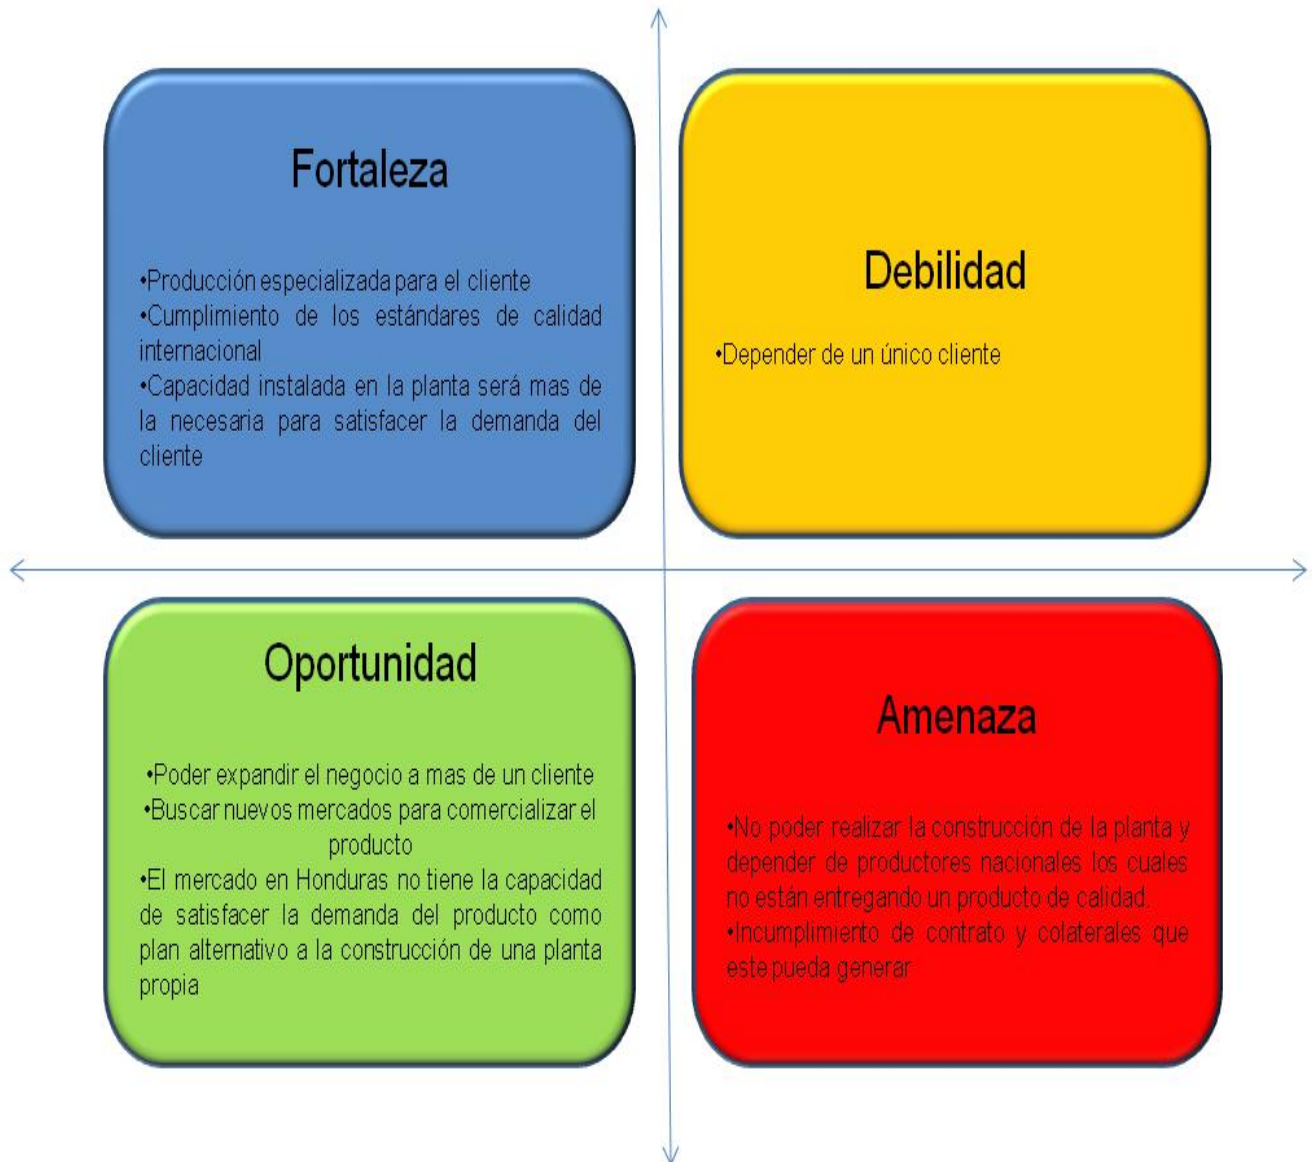 Fortaleza
•Producción especializada para el cliente
•Cumplimiento de los estándares de calidad
internacional
•Capacidad instalada en la planta será mas de
la necesaria para satisfacer la demanda del
cliente
Debilidad
•Depender de un único cliente
Oportunidad
•Poder expandir el negocio a mas de un cliente
•Buscar nuevos mercados para comercializar el
producto
•El mercado en Honduras no tiene la capacidad
de satisfacer la demanda del producto como
plan alternativo a la construcción de una planta
propia
Amenaza
•No poder realizar la construcción de la planta y
depender de productores nacionales los cuales
no están entregando un producto de calidad.
•Incumplimiento de contrato y colaterales que
este pueda generar